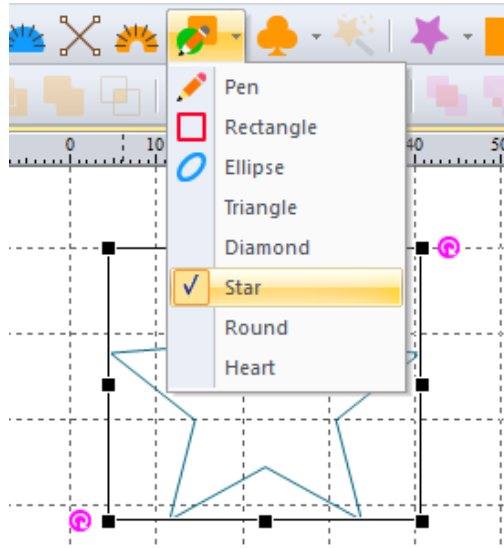 0 10 40 50
Pen
Rectangle
Ellipse
Triangle
Diamond
Star
Round
Heart